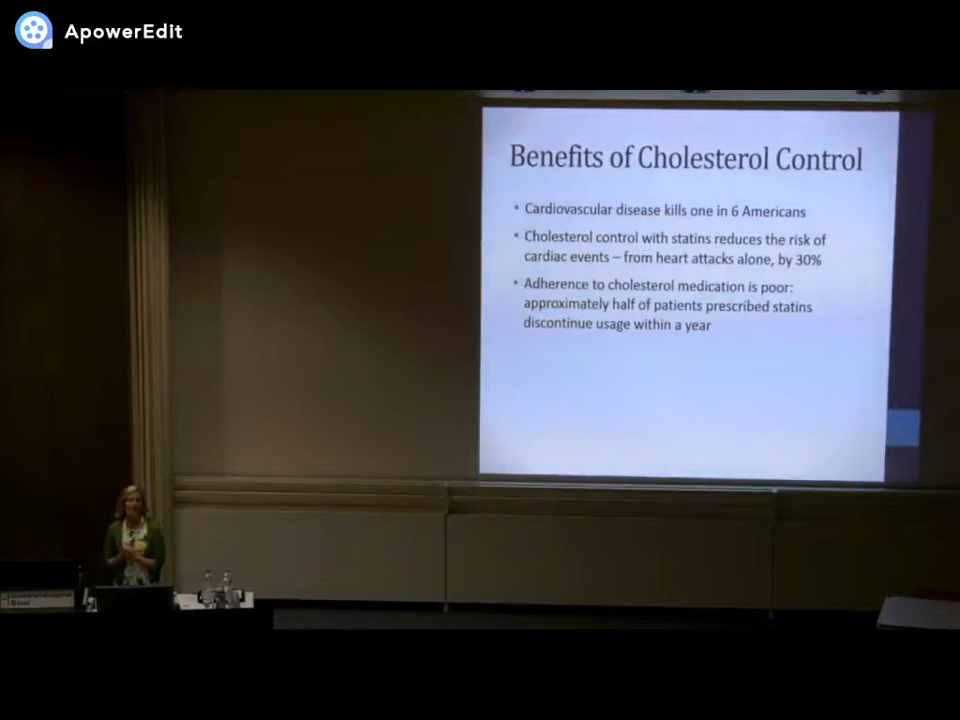 ApowerEdit
Benefits of Cholesterol Control
• Cardiovascular disease kills one in 6 Americans
• Cholesterol control with statins reduces the risk of
cardiac events – from heart attacks alone, by 30%
• Adherence to cholesterol medication is poor:
approximately half of patients prescribed statins
discontinue usage within a year